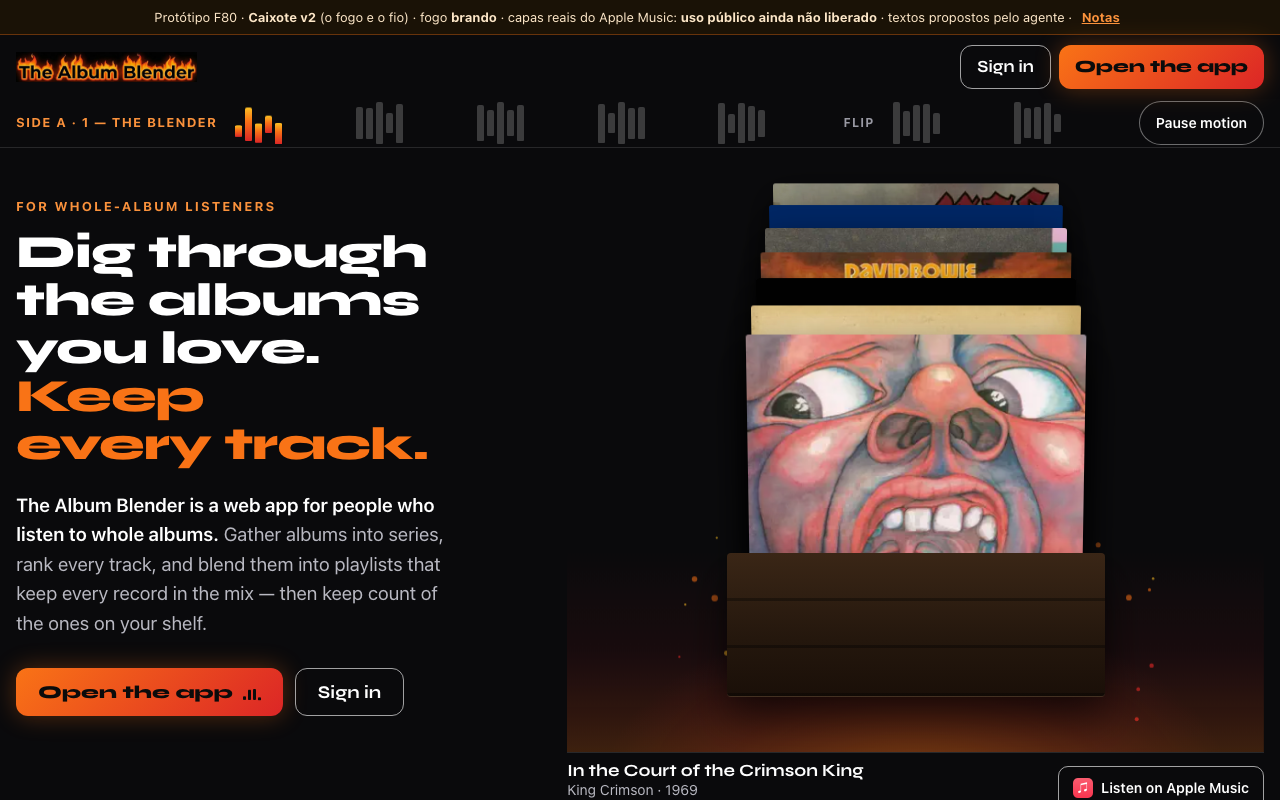 Protótipo F80 · Caixote v2 (o fogo e o fio) · fogo brando · capas reais do Apple Music: uso público ainda não liberado · textos propostos pelo agente · Notas
The Album Blender
Sign in
Open the app
SIDE A · 1 — THE BLENDER
FLIP
Pause motion
FOR WHOLE-ALBUM LISTENERS
Dig through
the albums
you love.
Keep
every track.
The Album Blender is a web app for people who
listen to whole albums. Gather albums into series,
rank every track, and blend them into playlists that
keep every record in the mix — then keep count of
the ones on your shelf.
Open the app
Sign in
DAVIDBOWIE
In the Court of the Crimson King
King Crimson · 1969
Listen on Apple Music